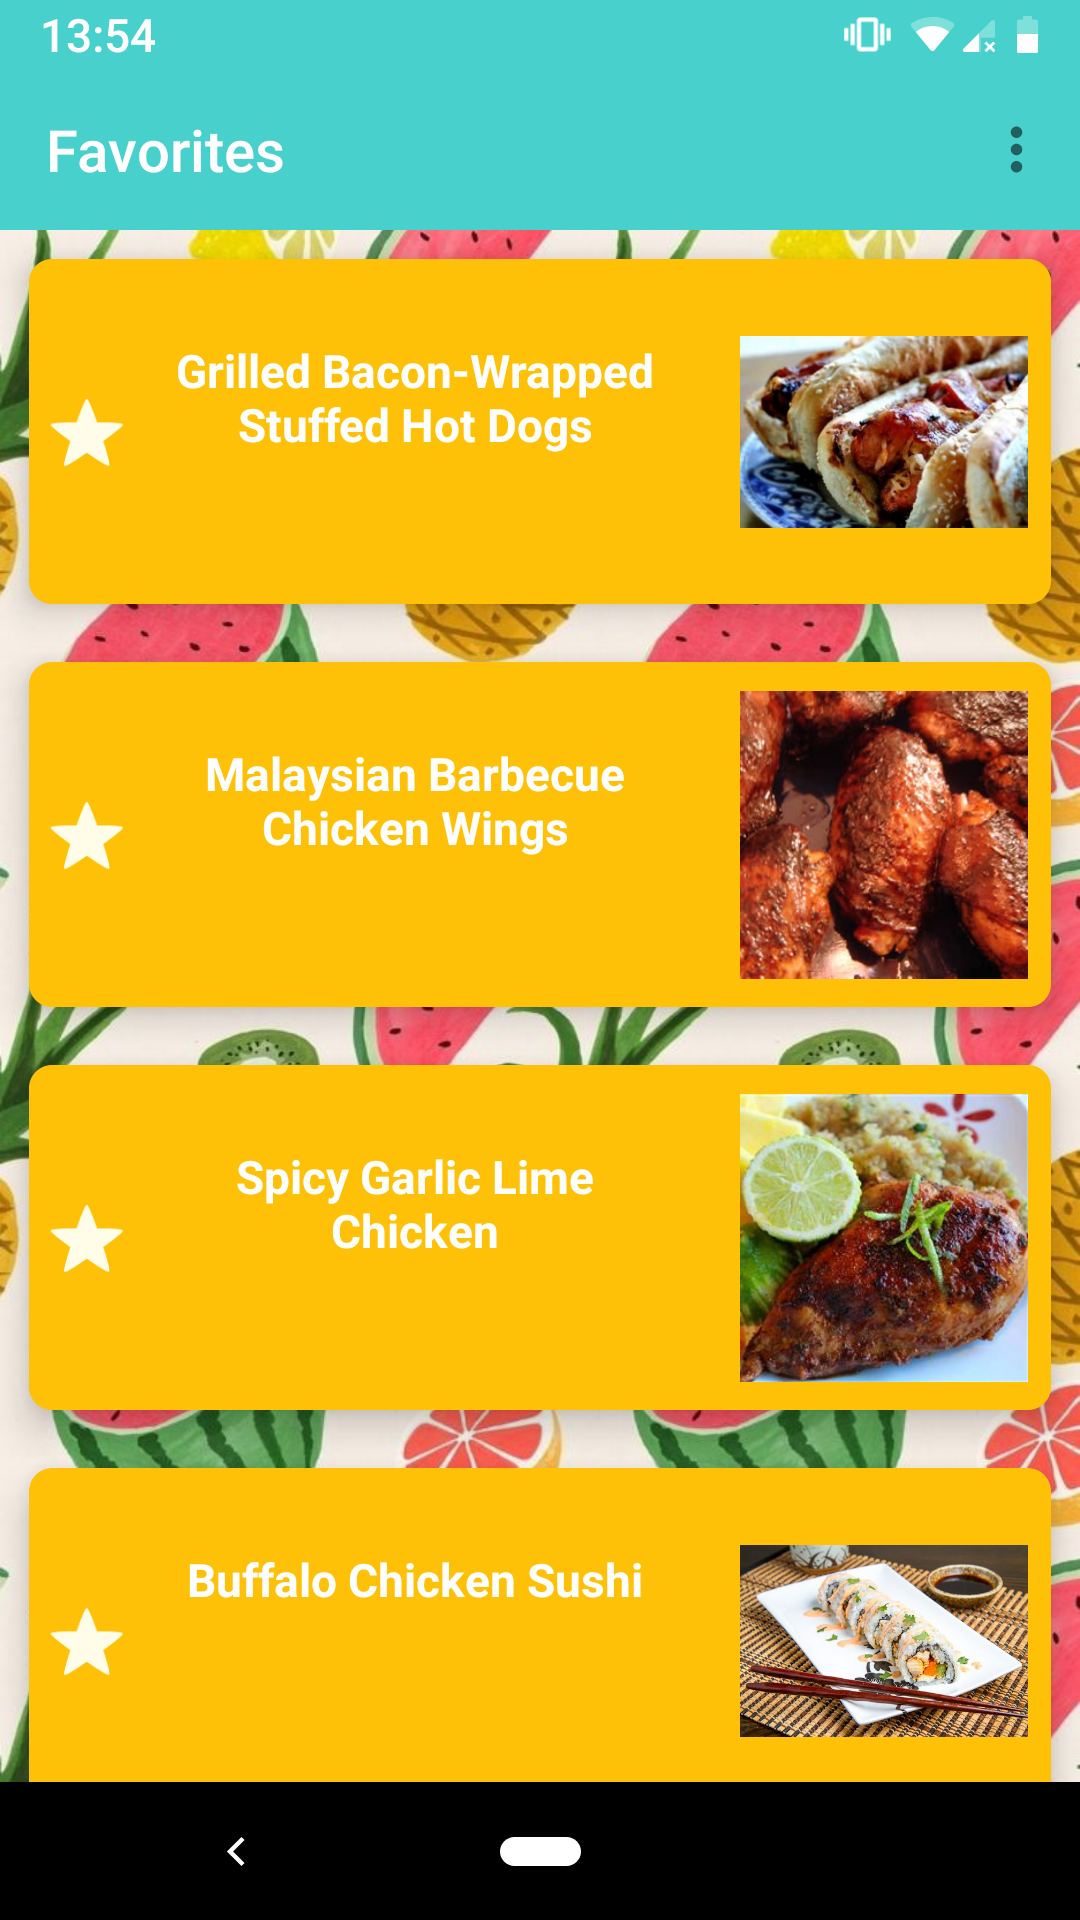 13:54
Favorites
Grilled Bacon-Wrapped
Stuffed Hot Dogs
Malaysian Barbecue
Chicken Wings
Spicy Garlic Lime
Chicken
Buffalo Chicken Sushi